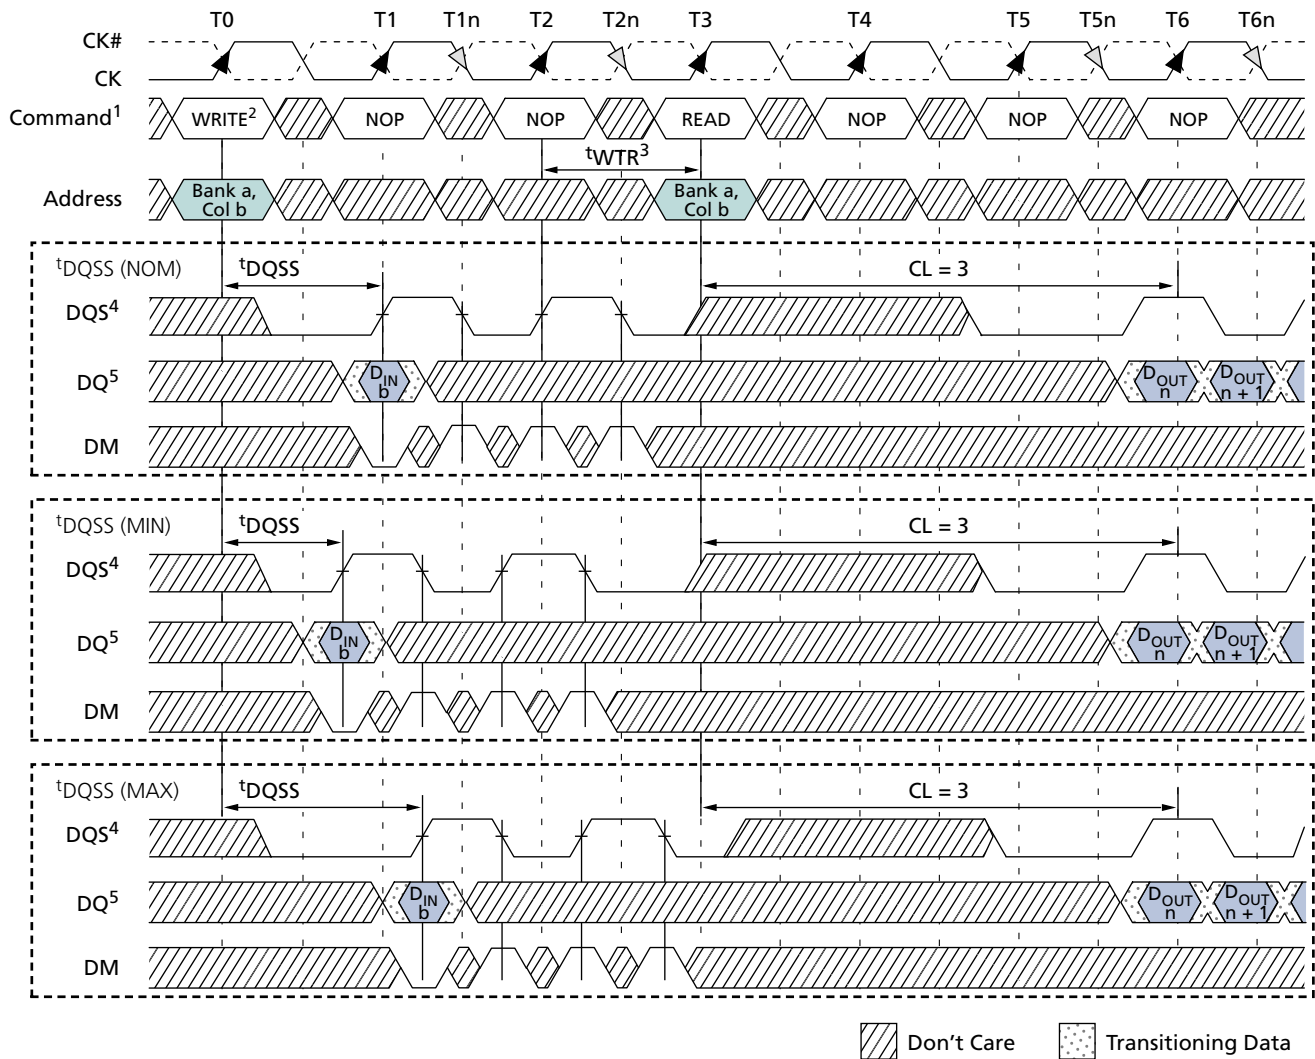 T0 T1 T1n T2 T2n T3 T4 T5 T5n T6 T6n
CK#
CK
Command1 WRITE2 NOP NOP READ NOP NOP NOP
tWTR3
Address Bank a, Col b Bank a, Col b
tDQSS (NOM) tDQSS CL = 3
DQS4
DQ5 DIN b DOUT n DOUT n + 1
DM
tDQSS (MIN) tDQSS CL = 3
DQS4
DQ5 DIN b DOUT n DOUT n + 1
DM
tDQSS (MAX) tDQSS CL = 3
DQS4
DQ5 DIN b DOUT n DOUT n + 1
DM
Don't Care Transitioning Data